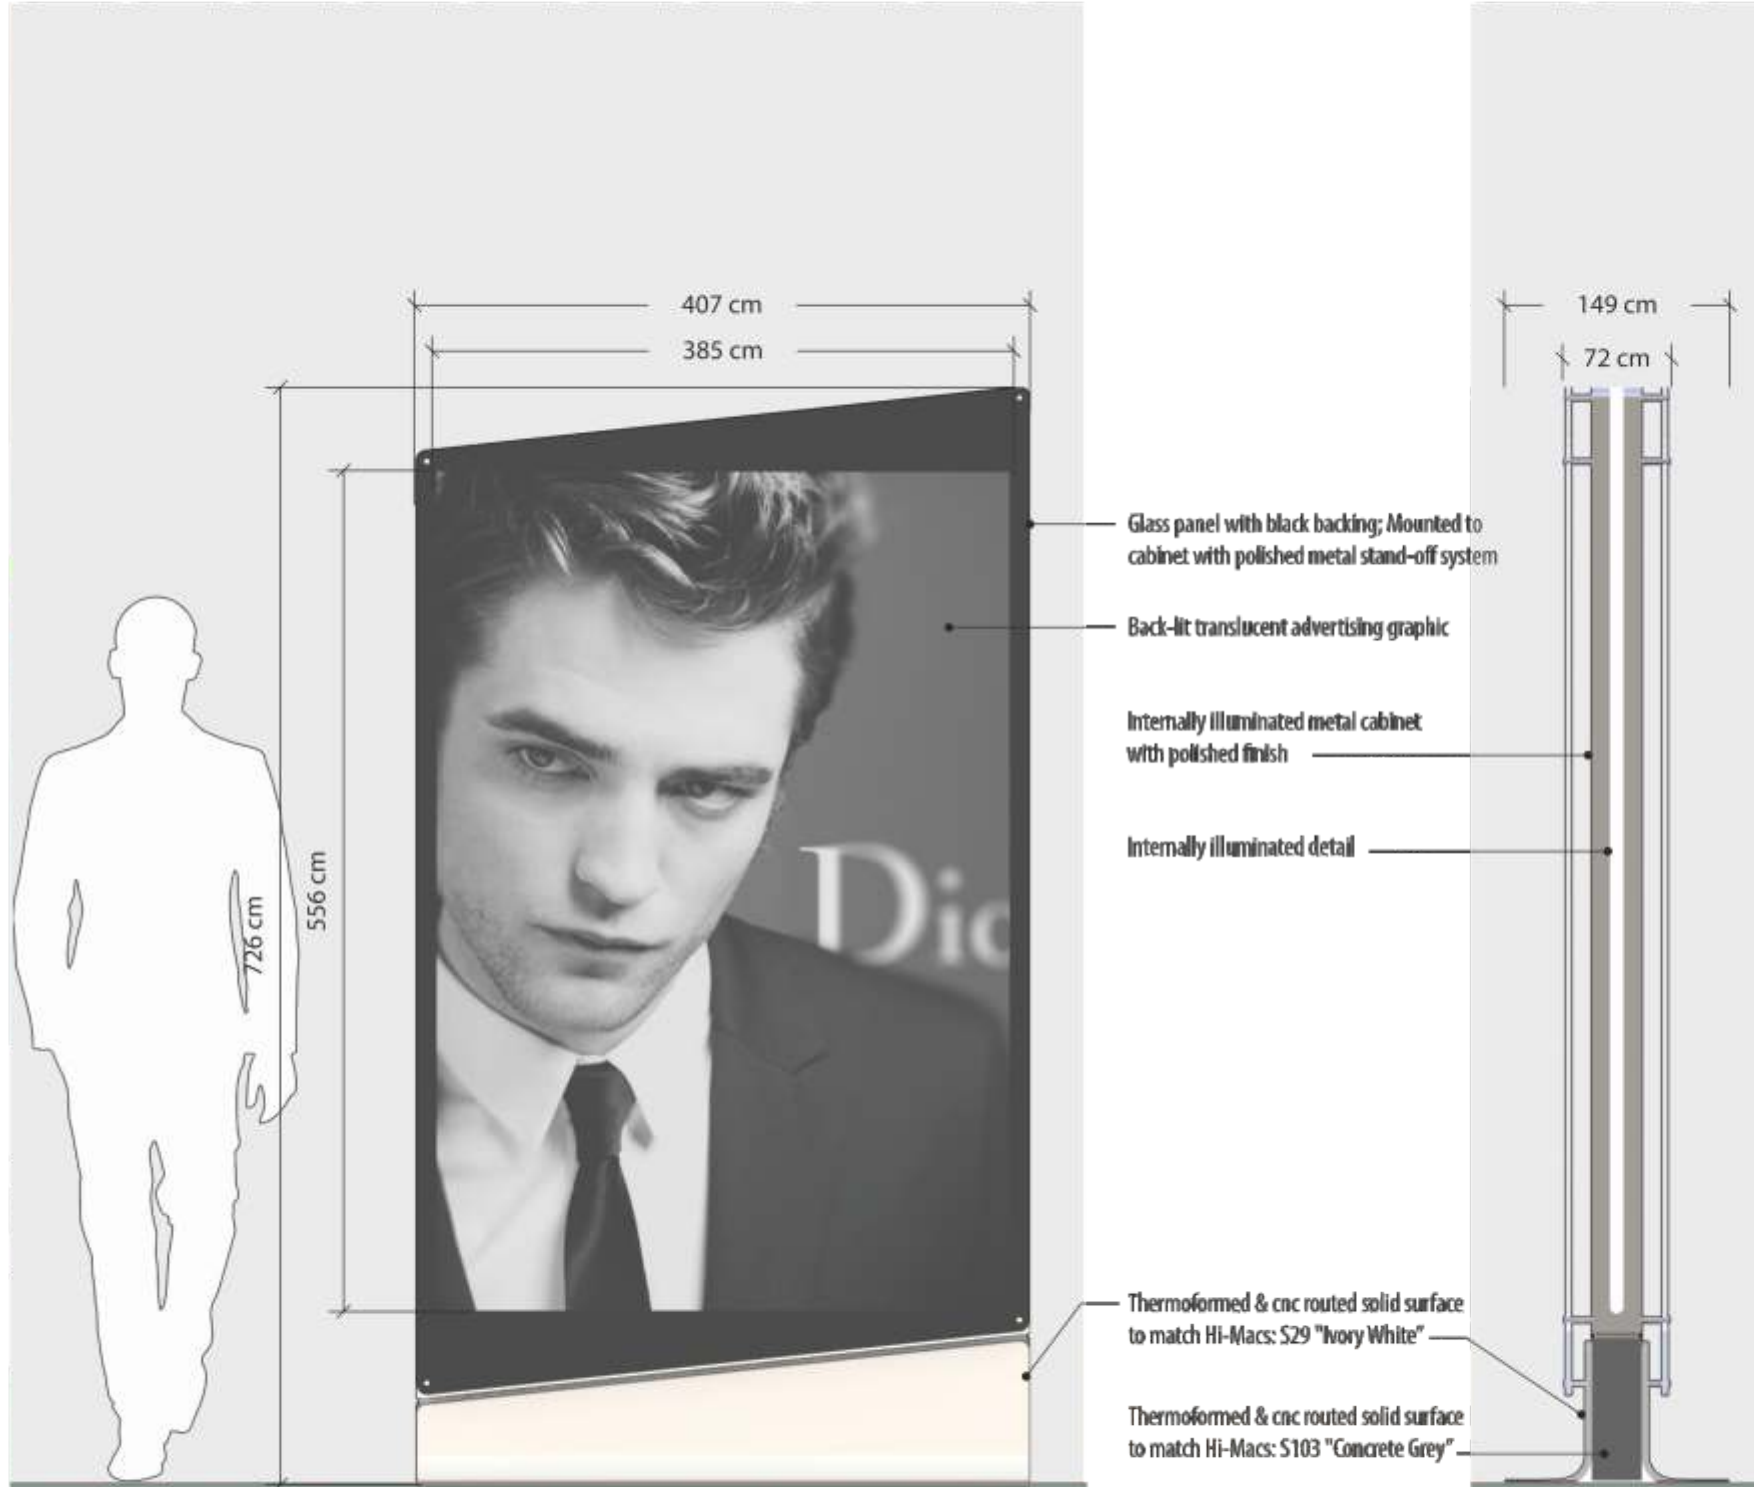 407 cm
149 cm
385 cm
72 cm
Glass panel with black backing; Mounted to
cabinet with polished metal stand-off system
Back-lit translucent advertising graphic
Internally illuminated metal cabinet
with polished finish
Internally illuminated detail
556 cm
726 cm
Dio
Thermoformed & cnc routed solid surface
to match Hi-Macs: S29 "Ivory White"
Thermoformed & cnc routed solid surface
to match Hi-Macs: S103 "Concrete Grey"